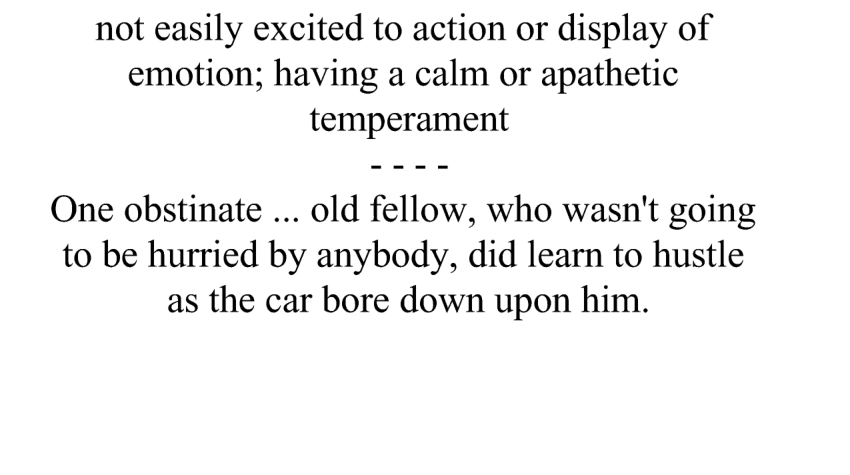 not easily excited to action or display of
emotion; having a calm or apathetic
temperament
- - - -
One obstinate ... old fellow, who wasn't going
to be hurried by anybody, did learn to hustle
as the car bore down upon him.